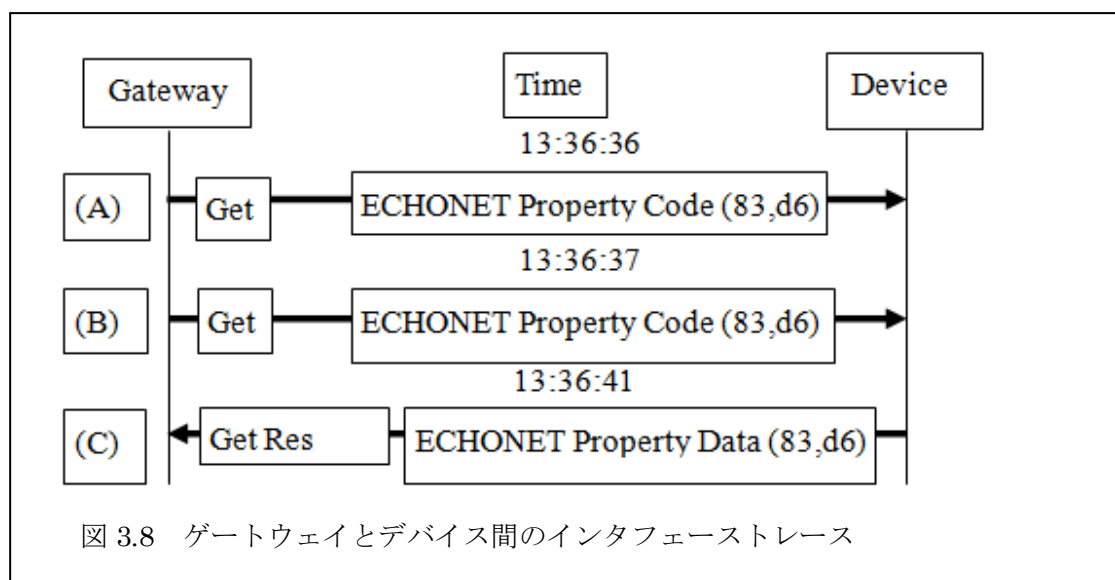 Gateway
Time
Device
13:36:36
(A)
Get
ECHONET Property Code (83,d6)
13:36:37
(B)
Get
ECHONET Property Code (83,d6)
13:36:41
(C)
Get Res
ECHONET Property Data (83,d6)
図 3.8 ゲートウェイとデバイス間のインタフェーストレース